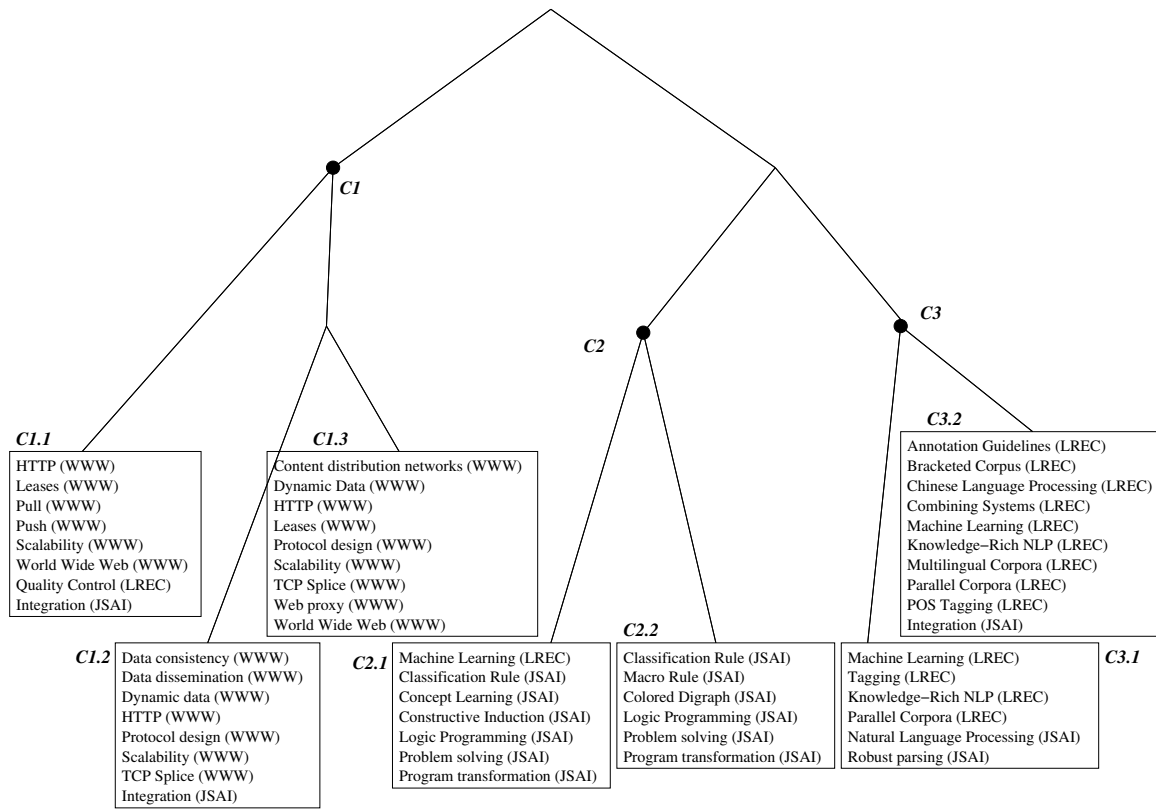 C1
C2
C3
C1.1
HTTP (WWW)
Leases (WWW)
Pull (WWW)
Push (WWW)
Scalability (WWW)
World Wide Web (WWW)
Quality Control (LREC)
Integration (JSAI)
C1.3
Content distribution networks (WWW)
Dynamic Data (WWW)
HTTP (WWW)
Leases (WWW)
Protocol design (WWW)
Scalability (WWW)
TCP Splice (WWW)
Web proxy (WWW)
World Wide Web (WWW)
C3.2
Annotation Guidelines (LREC)
Bracketed Corpus (LREC)
Chinese Language Processing (LREC)
Combining Systems (LREC)
Machine Learning (LREC)
Knowledge−Rich NLP (LREC)
Multilingual Corpora (LREC)
Parallel Corpora (LREC)
POS Tagging (LREC)
Integration (JSAI)
C1.2
Data consistency (WWW)
Data dissemination (WWW)
Dynamic data (WWW)
HTTP (WWW)
Protocol design (WWW)
Scalability (WWW)
TCP Splice (WWW)
Integration (JSAI)
C2.1
Machine Learning (LREC)
Classification Rule (JSAI)
Concept Learning (JSAI)
Constructive Induction (JSAI)
Logic Programming (JSAI)
Problem solving (JSAI)
Program transformation (JSAI)
C2.2
Classification Rule (JSAI)
Macro Rule (JSAI)
Colored Digraph (JSAI)
Logic Programming (JSAI)
Problem solving (JSAI)
Program transformation (JSAI)
C3.1
Machine Learning (LREC)
Tagging (LREC)
Knowledge−Rich NLP (LREC)
Parallel Corpora (LREC)
Natural Language Processing (JSAI)
Robust parsing (JSAI)